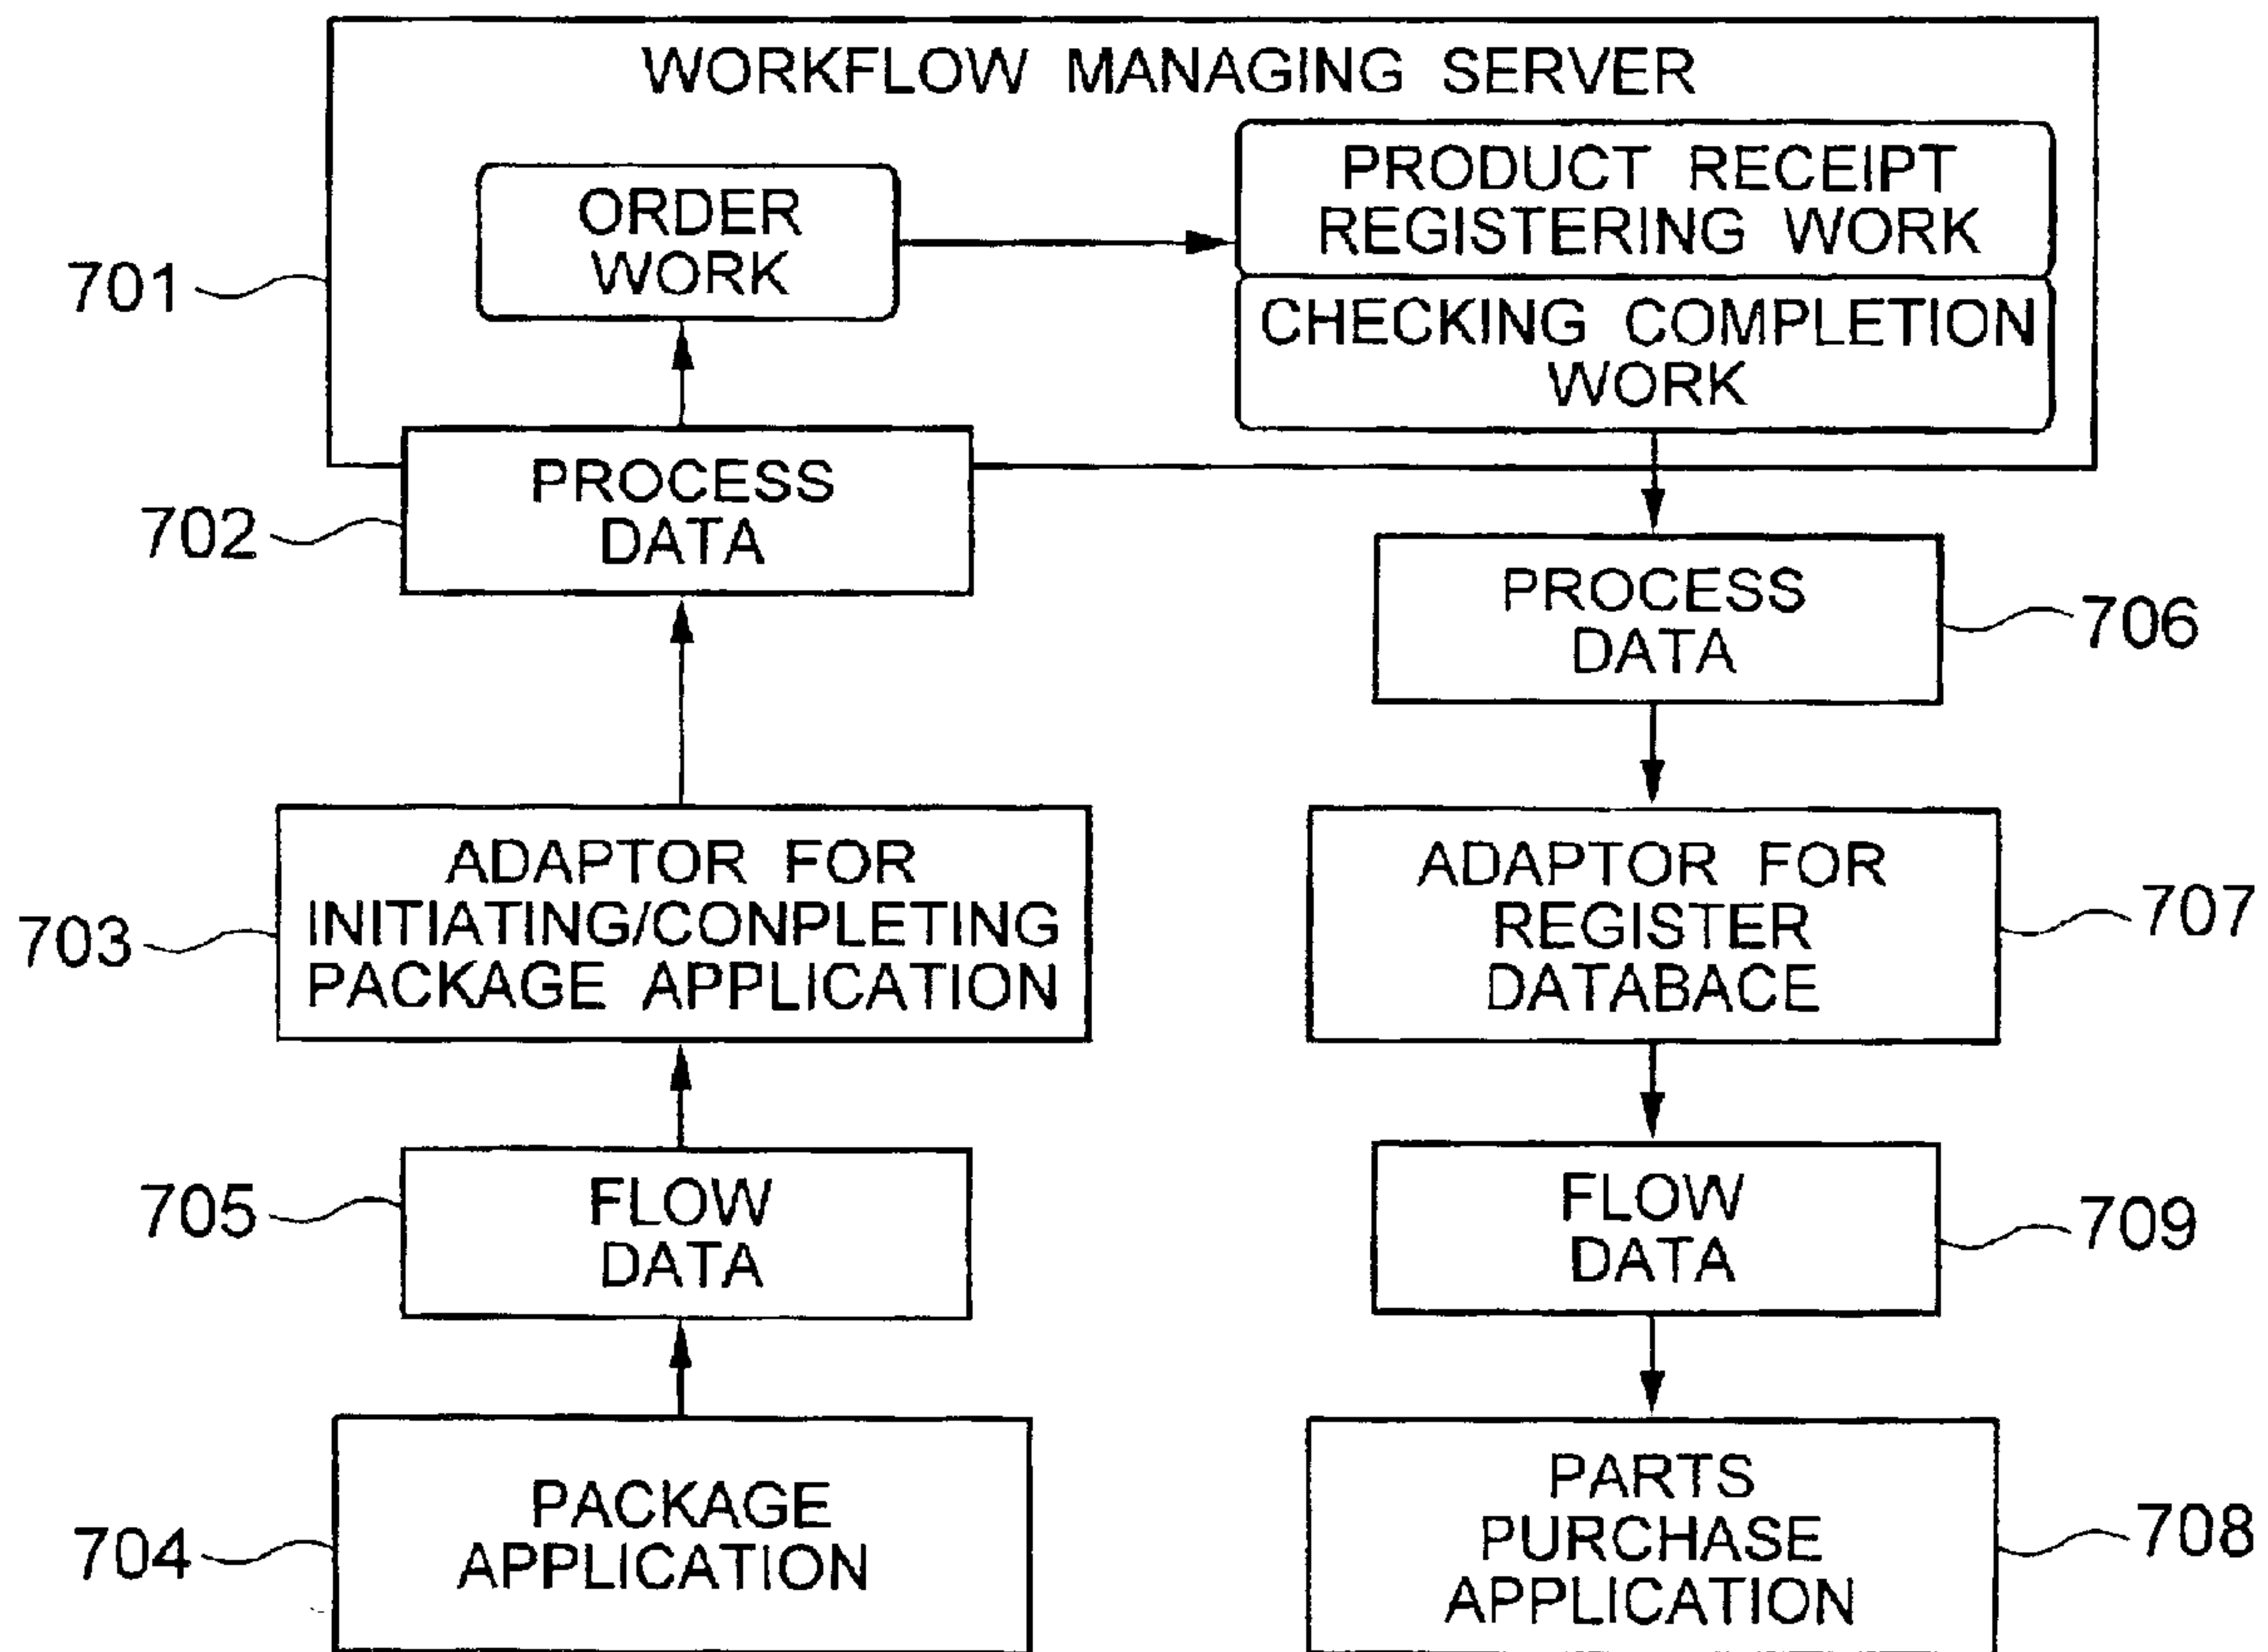 WORKFLOW MANAGING SERVER
ORDER
WORK
PRODUCT RECEIPT
REGISTERING WORK
CHECKING COMPLETION
WORK
701
PROCESS
DATA
702
PROCESS
DATA
706
ADAPTOR FOR
INITIATING/CONPLETING
PACKAGE APPLICATION
703
ADAPTOR FOR
REGISTER
DATABACE
707
FLOW
DATA
705
FLOW
DATA
709
PACKAGE
APPLICATION
704
PARTS
PURCHASE
APPLICATION
708